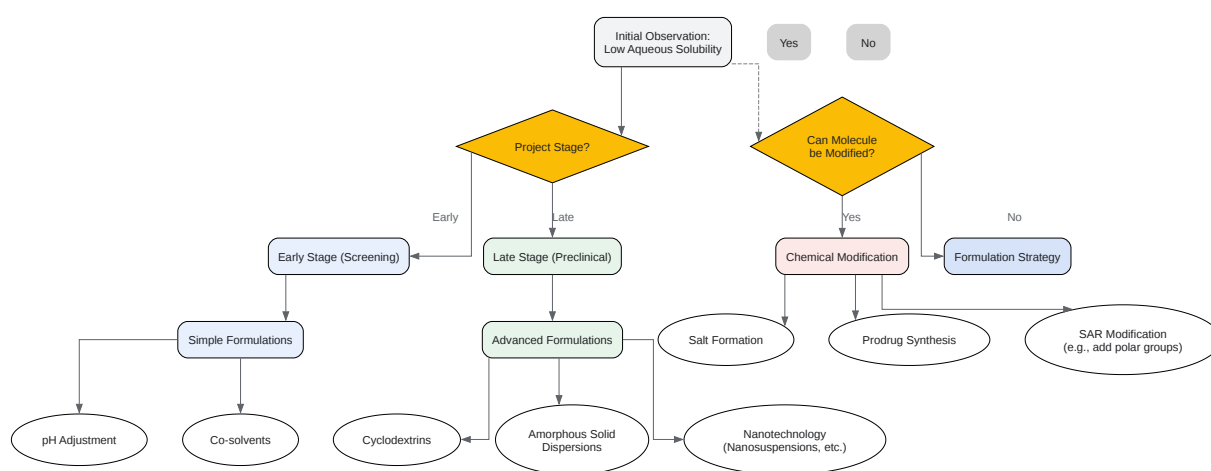 Initial Observation:
Low Aqueous Solubility
Yes
No
Project Stage?
Can Molecule
be Modified?
Early
Late
Yes
No
Early Stage (Screening)
Late Stage (Preclinical)
Chemical Modification
Formulation Strategy
Simple Formulations
Advanced Formulations
Salt Formation
Prodrug Synthesis
SAR Modification
(e.g., add polar groups)
pH Adjustment
Co-solvents
Cyclodextrins
Amorphous Solid
Dispersions
Nanotechnology
(Nanosuspensions, etc.)